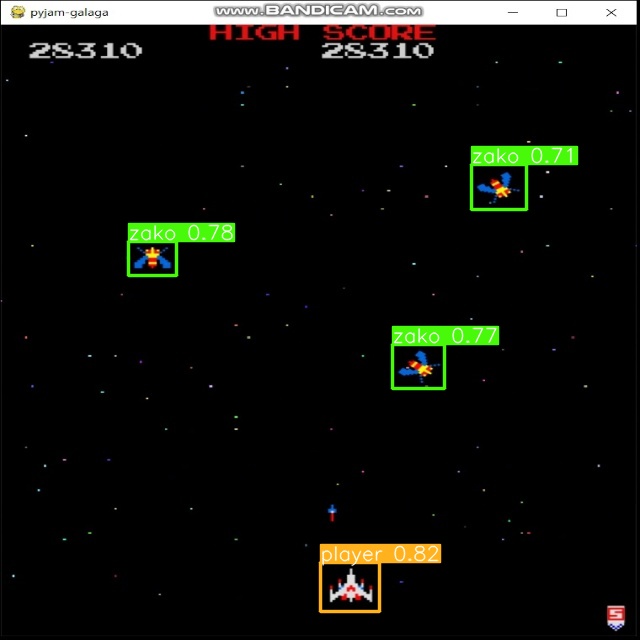 pyjam-galaga
www.BANDICAM.com
HIGH SCORE
28310 28310
zako 0.71
zako 0.78
zako 0.77
player 0.82
5